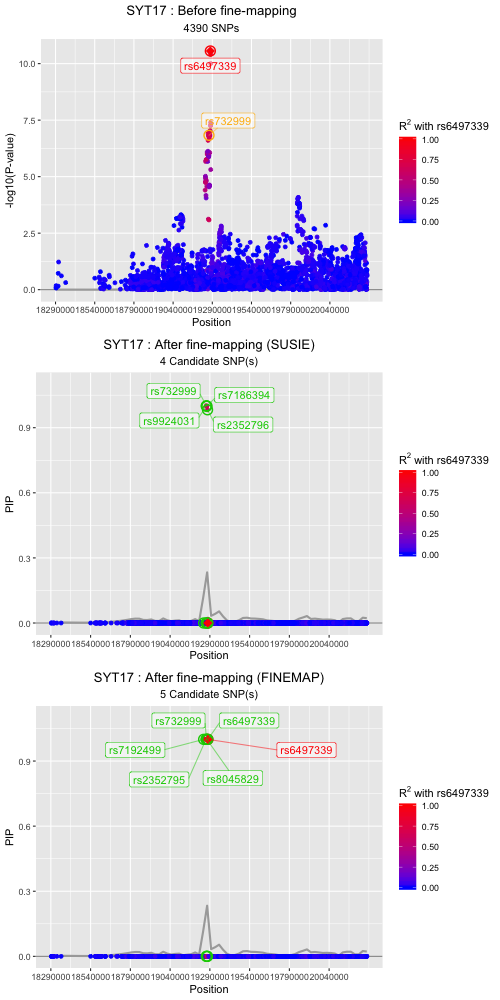 SYT17 : Before fine-mapping
4390 SNPs
10.0
7.5
5.0
2.5
0.0
-log10(P-value)
rs6497339
rs732999
18290000 18540000 18790000 19040000 19290000 19540000 19790000 20040000
Position
R² with rs6497339
1.00
0.75
0.50
0.25
0.00
SYT17 : After fine-mapping (SUSIE)
4 Candidate SNP(s)
0.9
0.6
0.3
0.0
PIP
rs732999
rs7186394
rs9924031
rs2352796
18290000 18540000 18790000 19040000 19290000 19540000 19790000 20040000
Position
R² with rs6497339
1.00
0.75
0.50
0.25
0.00
SYT17 : After fine-mapping (FINEMAP)
5 Candidate SNP(s)
0.9
0.6
0.3
0.0
PIP
rs732999
rs6497339
rs7192499
rs6497339
rs2352795
rs8045829
18290000 18540000 18790000 19040000 19290000 19540000 19790000 20040000
Position
R² with rs6497339
1.00
0.75
0.50
0.25
0.00